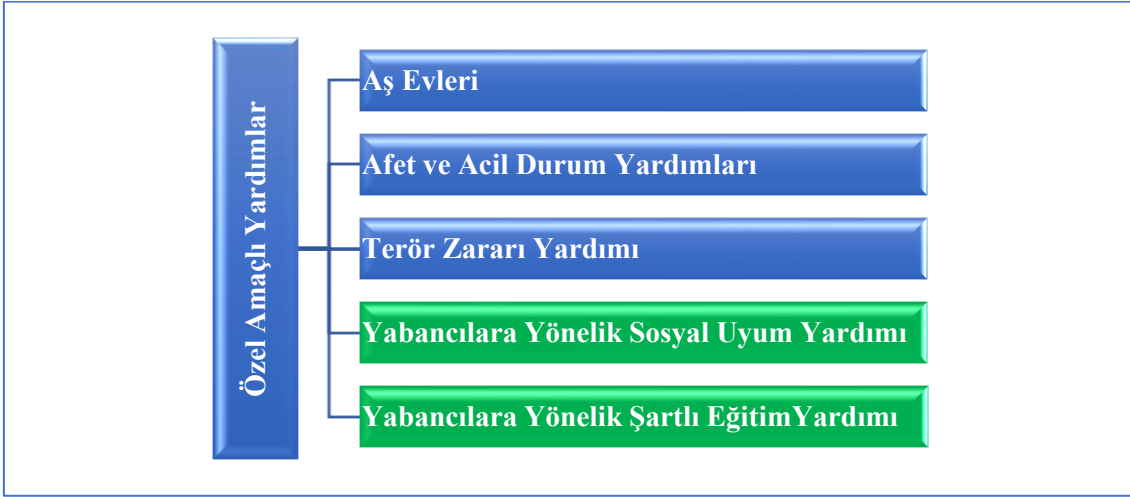 Özel Amaçlı Yardımlar
Aş Evleri
Afet ve Acil Durum Yardımları
Terör Zararı Yardımı
Yabancılara Yönelik Sosyal Uyum Yardımı
Yabancılara Yönelik Şartlı EğitimYardımı